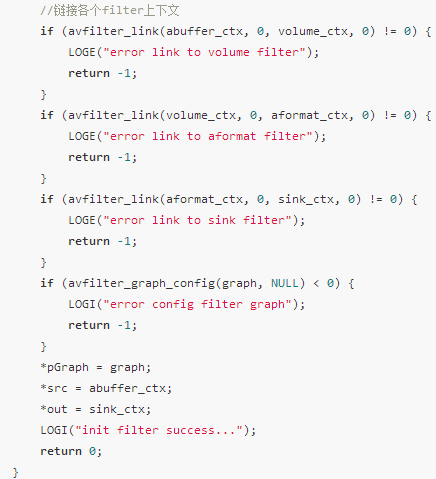 //链接各个filter上下文
if (avfilter_link(abuffer_ctx, 0, volume_ctx, 0) != 0) {
LOGE("error link to volume filter");
return -1;
}
if (avfilter_link(volume_ctx, 0, aformat_ctx, 0) != 0) {
LOGE("error link to aformat filter");
return -1;
}
if (avfilter_link(aformat_ctx, 0, sink_ctx, 0) != 0) {
LOGE("error link to sink filter");
return -1;
}
if (avfilter_graph_config(graph, NULL) < 0) {
LOGI("error config filter graph");
return -1;
}
*pGraph = graph;
*src = abuffer_ctx;
*out = sink_ctx;
LOGI("init filter success...");
return 0;
}